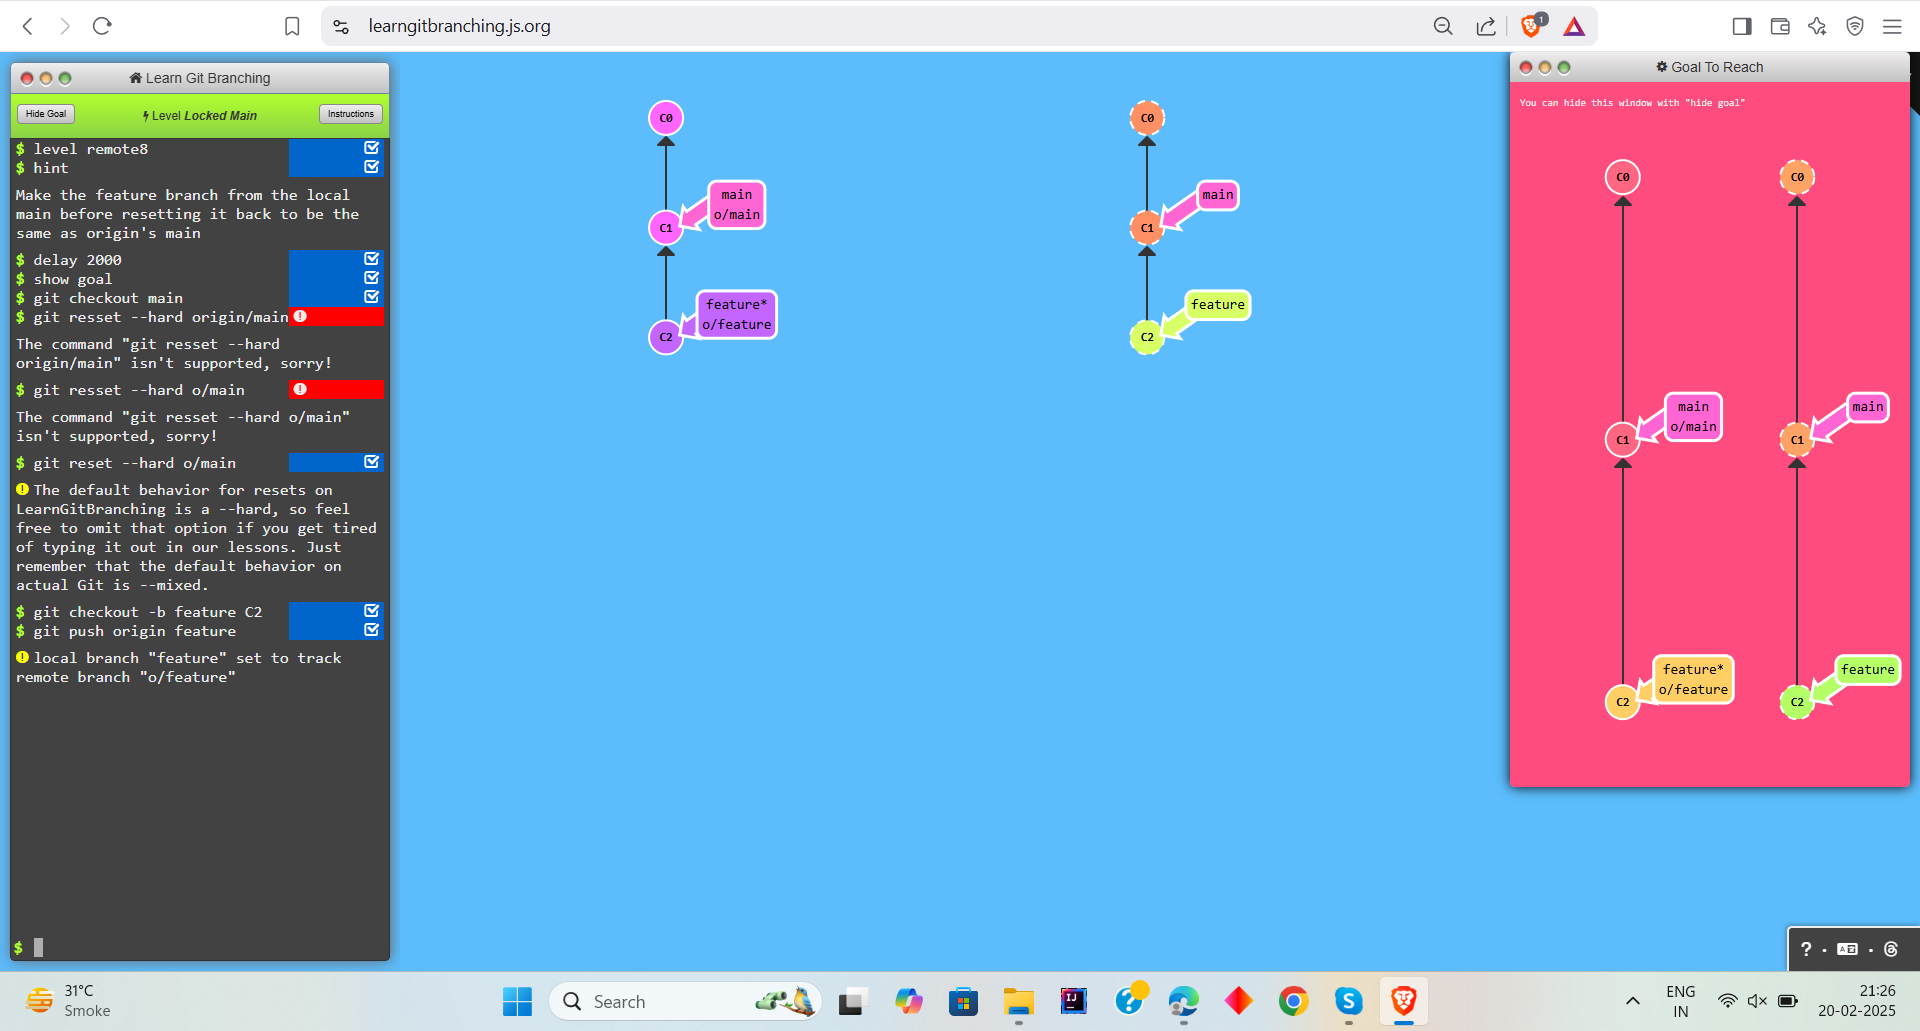 learngitbranching.js.org
1
Learn Git Branching
Hide Goal
Level Locked Main
Instructions
$ level remote8
$ hint
Make the feature branch from the local
main before resetting it back to be the
same as origin's main
$ delay 2000
$ show goal
$ git checkout main
$ git resset --hard origin/main
The command "git resset --hard
origin/main" isn't supported, sorry!
$ git resset --hard o/main
The command "git resset --hard o/main"
isn't supported, sorry!
$ git reset --hard o/main
The default behavior for resets on
LearnGitBranching is a --hard, so feel
free to omit that option if you get tired
of typing it out in our lessons. Just
remember that the default behavior on
actual Git is --mixed.
$ git checkout -b feature C2
$ git push origin feature
local branch "feature" set to track
remote branch "o/feature"
$
C0
main
o/main
C1
feature*
o/feature
C2
C0
main
C1
feature
C2
Goal To Reach
You can hide this window with "hide goal"
C0
C0
main
o/main
C1
main
C1
feature*
o/feature
C2
feature
C2
31°C
Smoke
Search
ENG
IN
21:26
20-02-2025